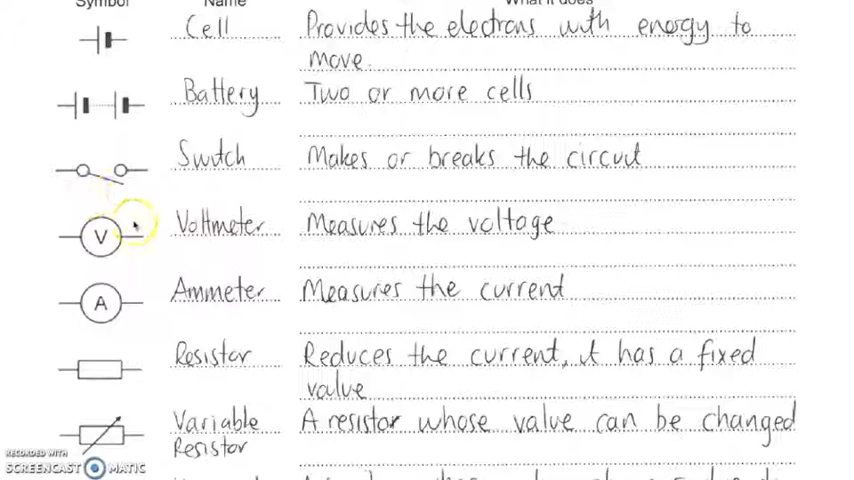 Symbol Name What it does
Cell Provides the electrons with energy to
move.
Battery Two or more cells
Switch Makes or breaks the circuit
V Voltmeter Measures the voltage
A Ammeter Measures the current
Resistor Reduces the current, it has a fixed
value
Variable A resistor whose value can be changed
Resistor
RECORDED WITH
SCREENCAST MATIC